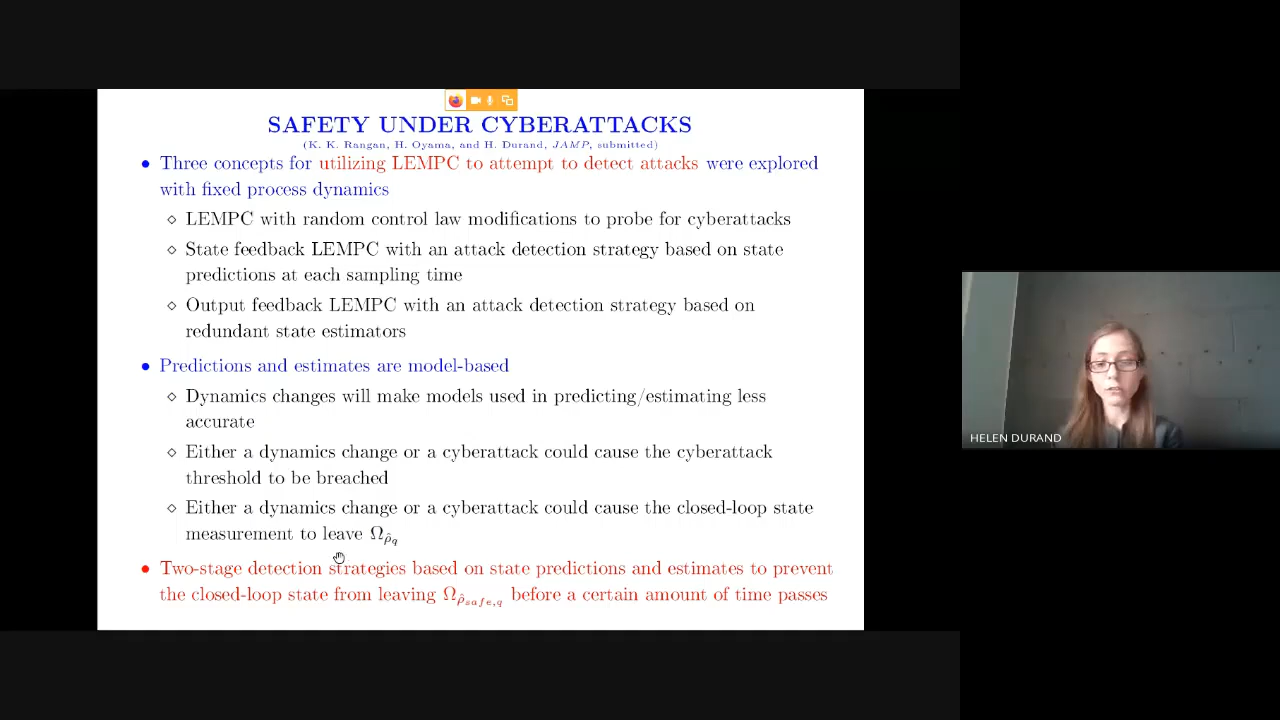 SAFETY UNDER CYBERATTACKS
(K. K. Rangan, H. Oyama, and H. Durand, JAMP, submitted)
• Three concepts for utilizing LEMPC to attempt to detect attacks were explored
with fixed process dynamics
⋄ LEMPC with random control law modifications to probe for cyberattacks
⋄ State feedback LEMPC with an attack detection strategy based on state
predictions at each sampling time
⋄ Output feedback LEMPC with an attack detection strategy based on
redundant state estimators
• Predictions and estimates are model-based
⋄ Dynamics changes will make models used in predicting/estimating less
accurate
⋄ Either a dynamics change or a cyberattack could cause the cyberattack
threshold to be breached
⋄ Either a dynamics change or a cyberattack could cause the closed-loop state
measurement to leave Ω_ρ̂_q
• Two-stage detection strategies based on state predictions and estimates to prevent
the closed-loop state from leaving Ω_ρ̂_safe,q before a certain amount of time passes
HELEN DURAND